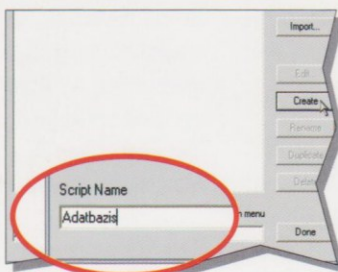 Import...
Edit
Create
Rename
Duplicate
Delete
Script Name
Adatbazis
n menu
Done